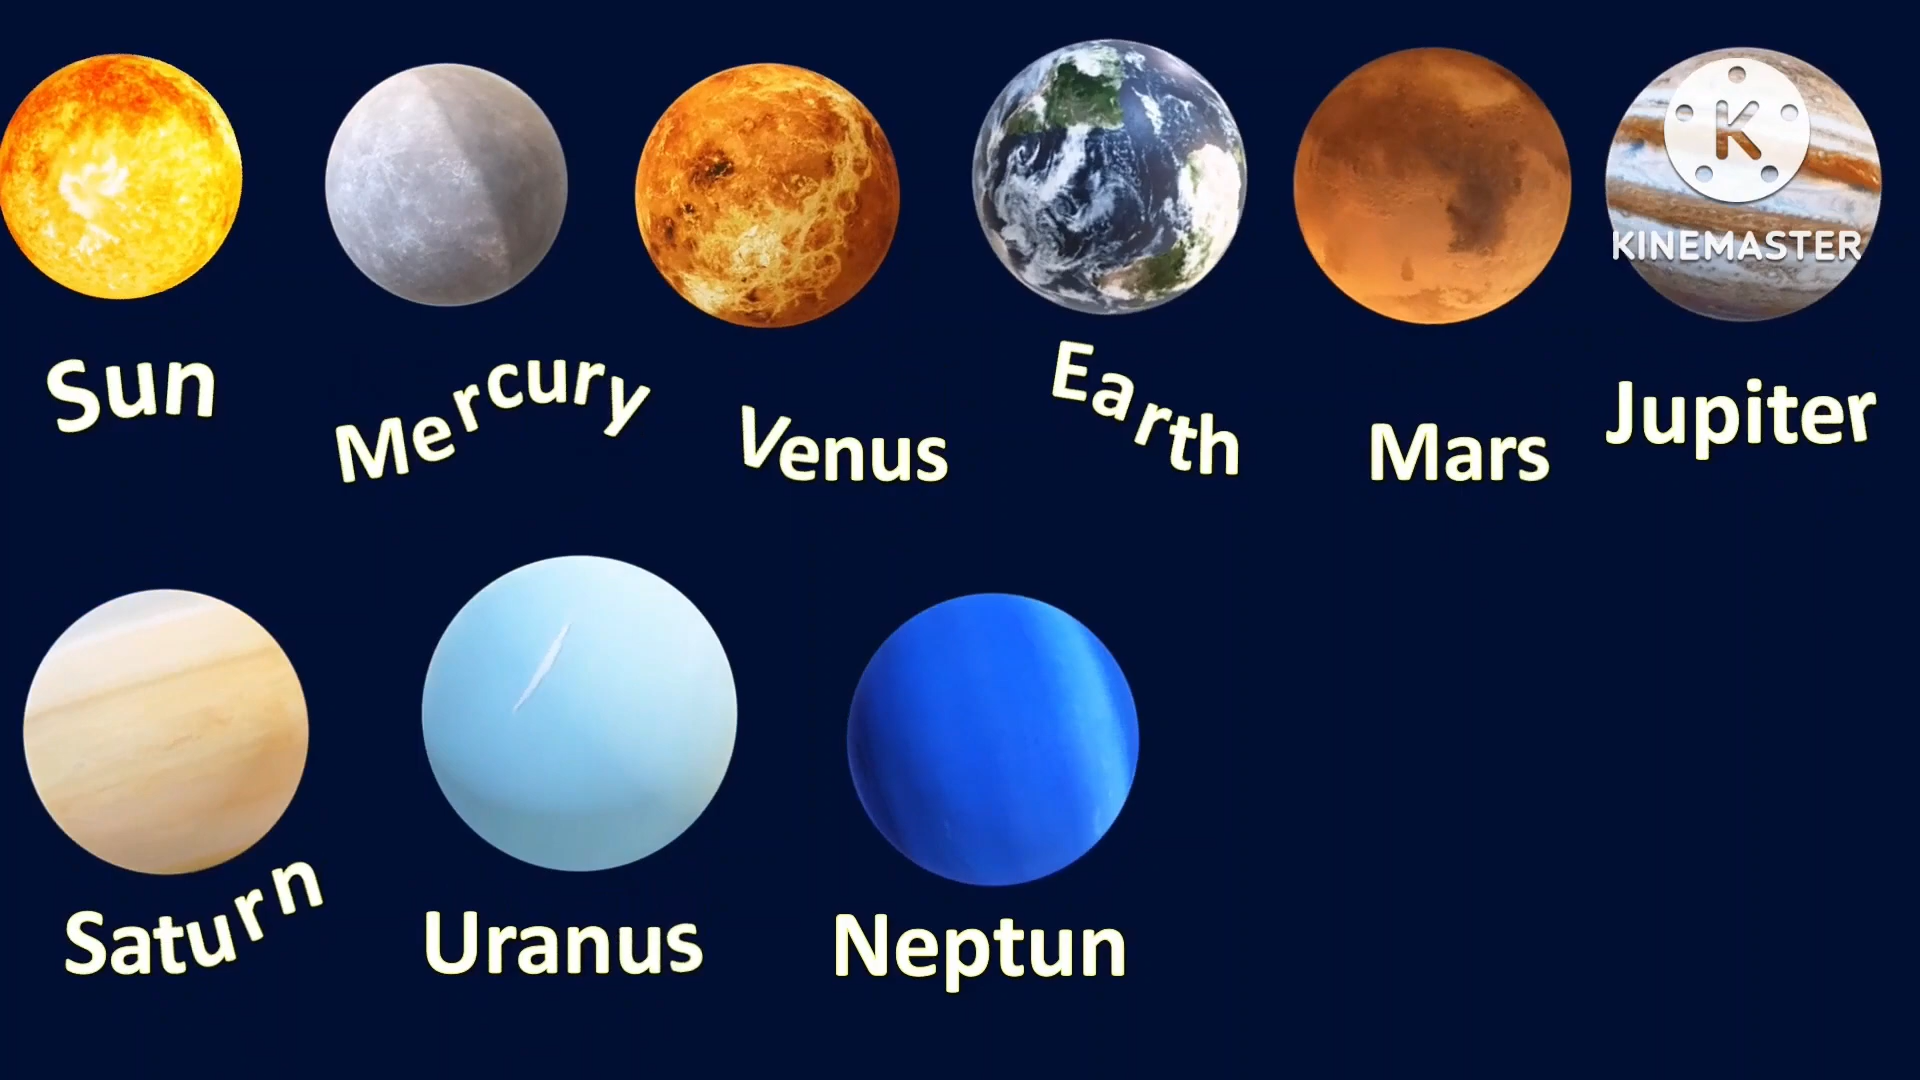 K
KINEMASTER
Sun
Mercury
Venus
Earth
Mars
Jupiter
Saturn
Uranus
Neptun